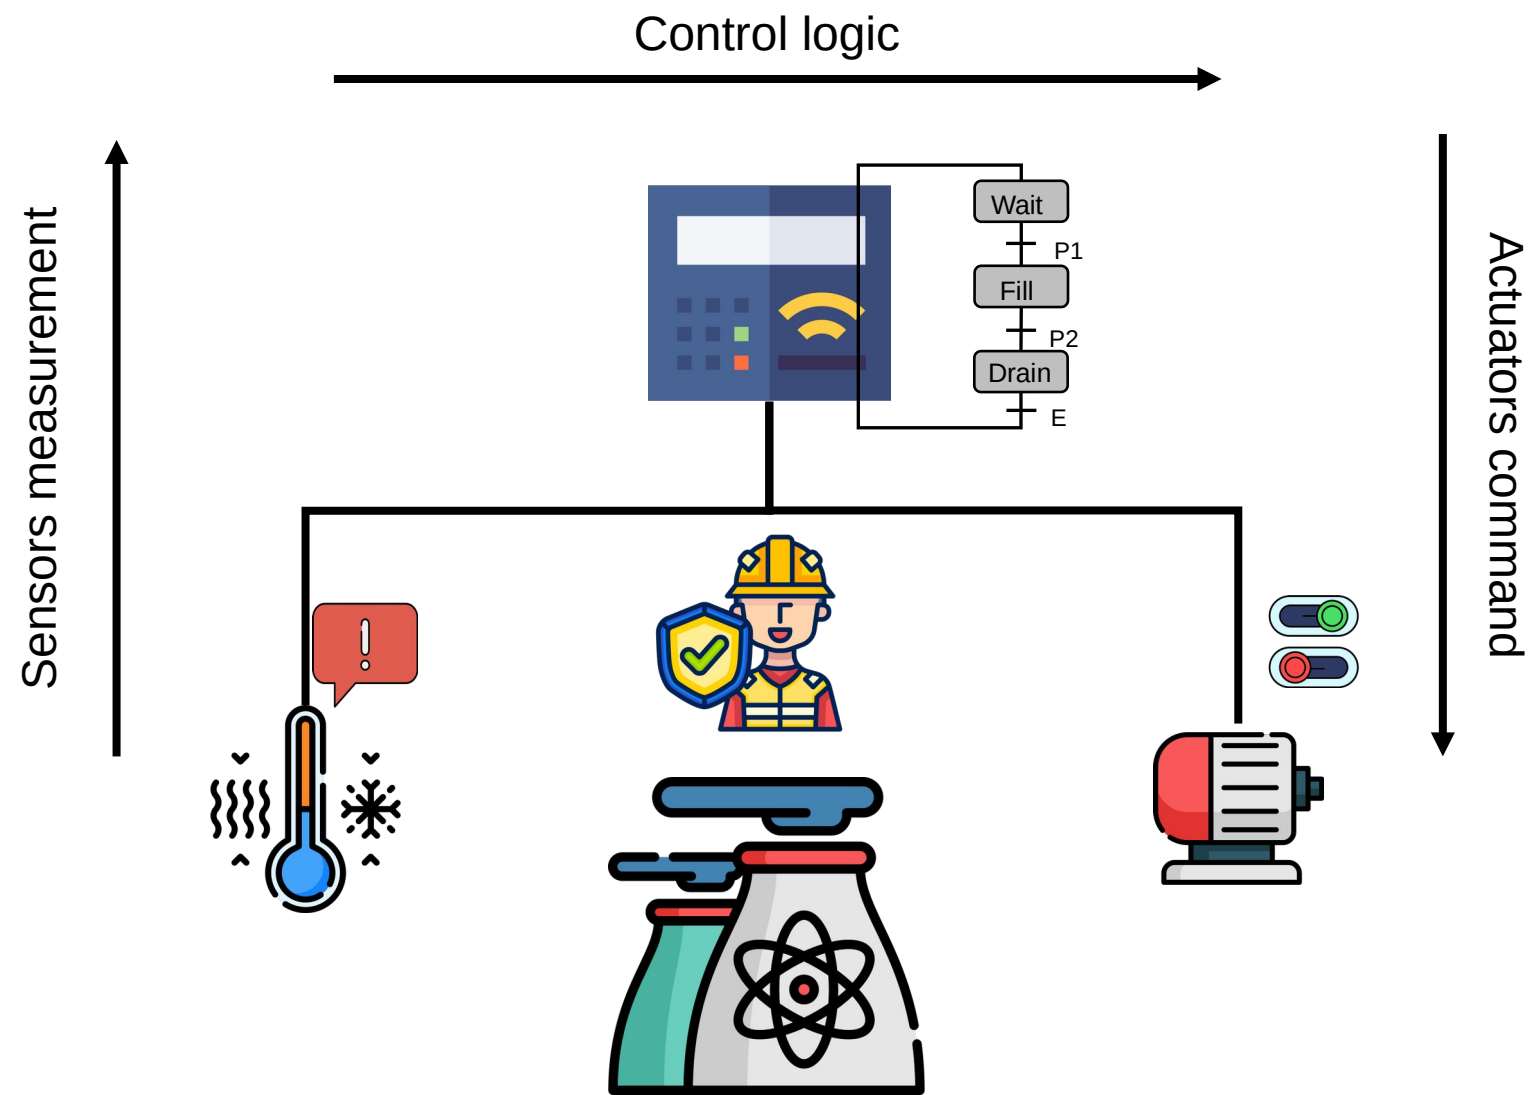 Control logic
Sensors measurement
Wait
P1
Fill
P2
Drain
E
Actuators command